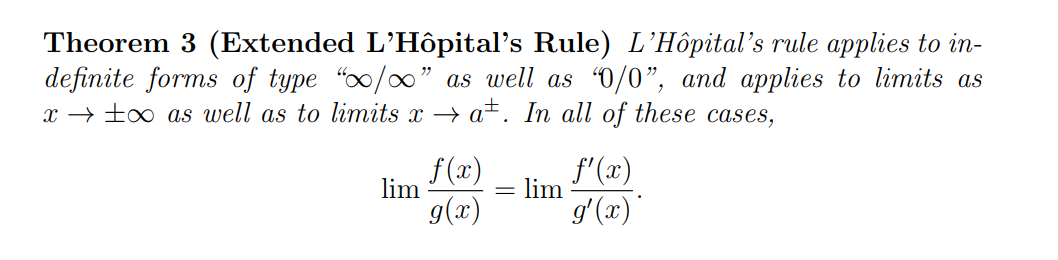 Theorem 3 (Extended L’Hôpital’s Rule) L’Hôpital’s rule applies to in-
definite forms of type “∞/∞” as well as “0/0”, and applies to limits as
x → ±∞ as well as to limits x → a±. In all of these cases,
lim f(x)/g(x) = lim f′(x)/g′(x).